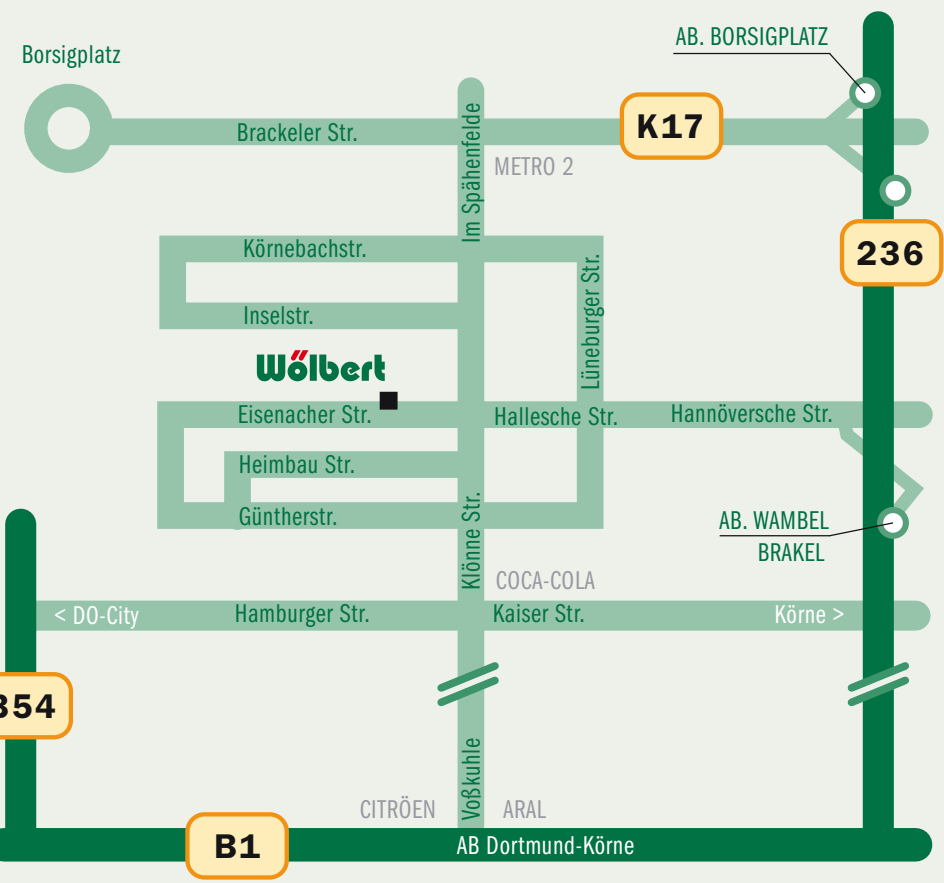 AB. BORSIGPLATZ
Borsigplatz
Brackeler Str.
K17
Im Spähenfelde
METRO 2
Körnebachstr.
236
Inselstr.
Lüneburger Str.
Wölbert
Eisenacher Str.
Hallesche Str.
Hannöversche Str.
Heimbau Str.
Güntherstr.
Klönne Str.
AB. WAMBEL
BRAKEL
COCA-COLA
< DO-City
Hamburger Str.
Kaiser Str.
Körne >
54
Voßkuhle
CITRÖEN
ARAL
B1
AB Dortmund-Körne